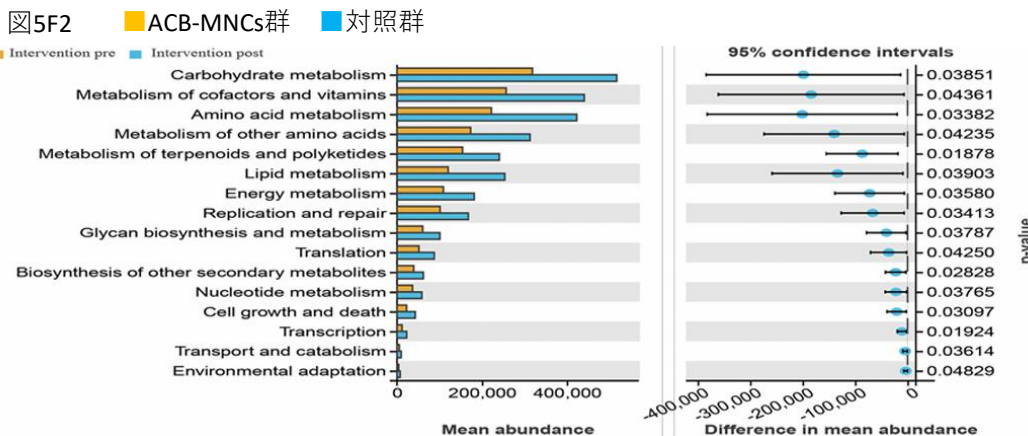 図5F2 ACB-MNCs群 対照群
Intervention pre Intervention post
95% confidence intervals
Carbohydrate metabolism 0.03851
Metabolism of cofactors and vitamins 0.04361
Amino acid metabolism 0.03382
Metabolism of other amino acids 0.04235
Metabolism of terpenoids and polyketides 0.01878
Lipid metabolism 0.03903
Energy metabolism 0.03580
Replication and repair 0.03413
Glycan biosynthesis and metabolism 0.03787
Translation 0.04250
Biosynthesis of other secondary metabolites 0.02828
Nucleotide metabolism 0.03765
Cell growth and death 0.03097
Transcription 0.01924
Transport and catabolism 0.03614
Environmental adaptation 0.04829
p-value
0 200,000 400,000 -400,000 -300,000 -200,000 -100,000 0
Mean abundance Difference in mean abundance